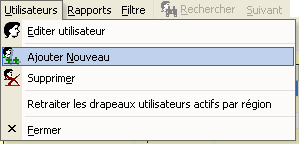 Utilisateurs Rapports Filtre Rechercher Suivant
Editer utilisateur
Ajouter Nouveau
Supprimer
Retraiter les drapeaux utilisateurs actifs par région
Fermer